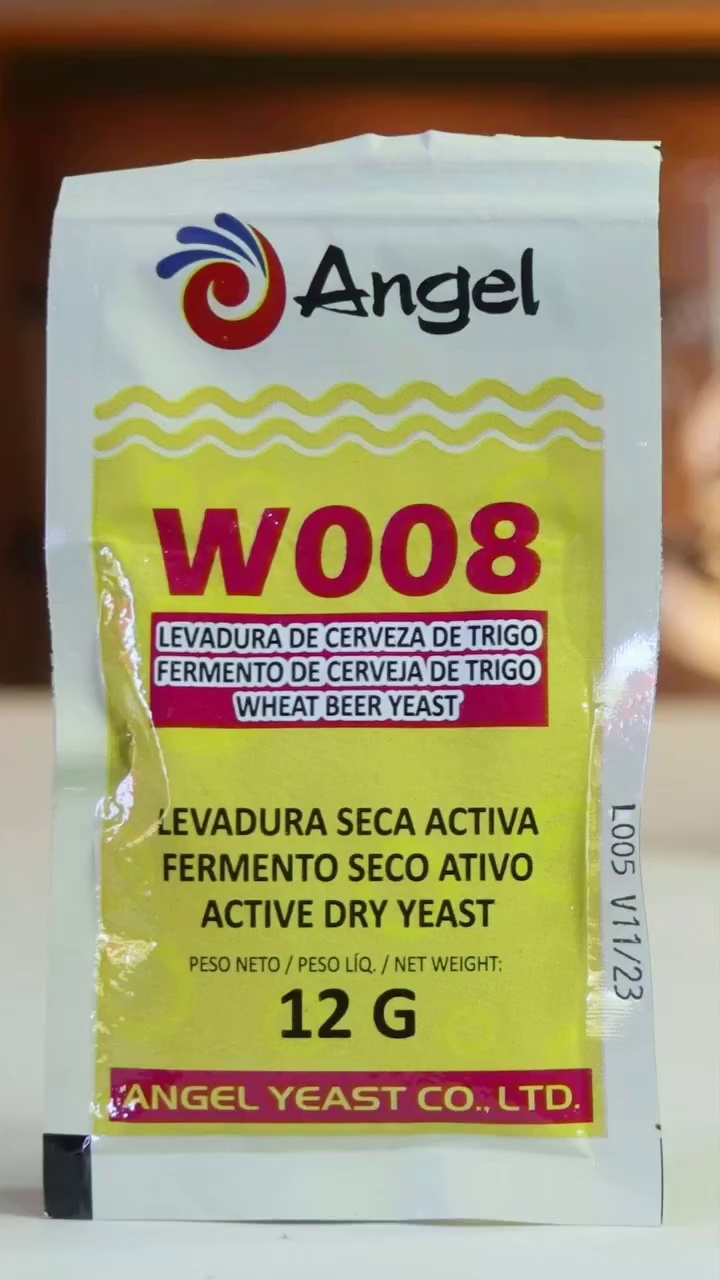 Angel
W008
LEVADURA DE CERVEZA DE TRIGO
FERMENTO DE CERVEJA DE TRIGO
WHEAT BEER YEAST
LEVADURA SECA ACTIVA
FERMENTO SECO ATIVO
ACTIVE DRY YEAST
PESO NETO / PESO LÍQ. / NET WEIGHT:
12 G
L005 V11/23
ANGEL YEAST CO., LTD.